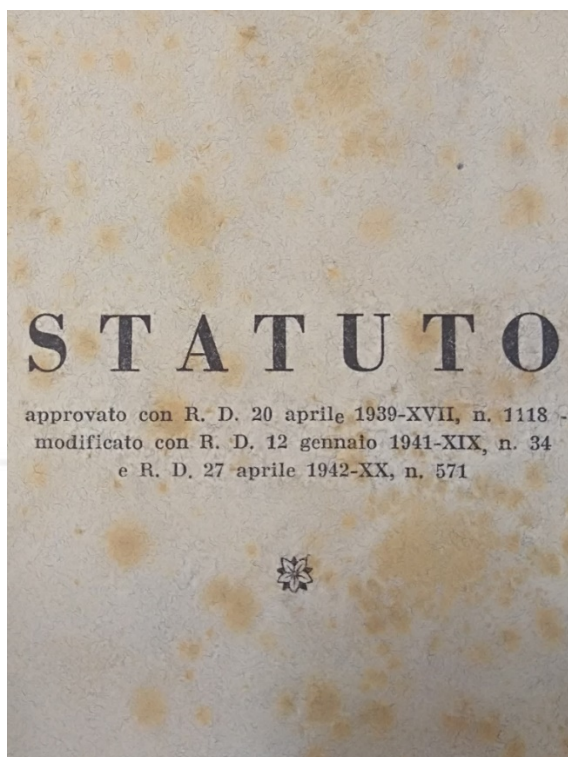 STATUTO
approvato con R. D. 20 aprile 1939-XVII, n. 1118 -
modificato con R. D. 12 gennaio 1941-XIX, n. 34
e R. D. 27 aprile 1942-XX, n. 571